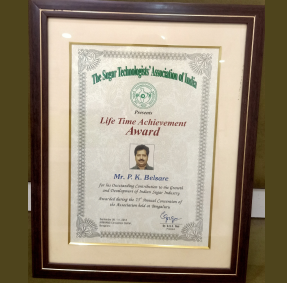 The Sugar Technologists' Association of India
Presents
Life Time Achievement
Award
Mr. P. K. Belsare
for his Outstanding Contribution to the Growth
and Development of Indian Sugar Industry
Awarded during the Annual Convention of
the Association held at Bengaluru